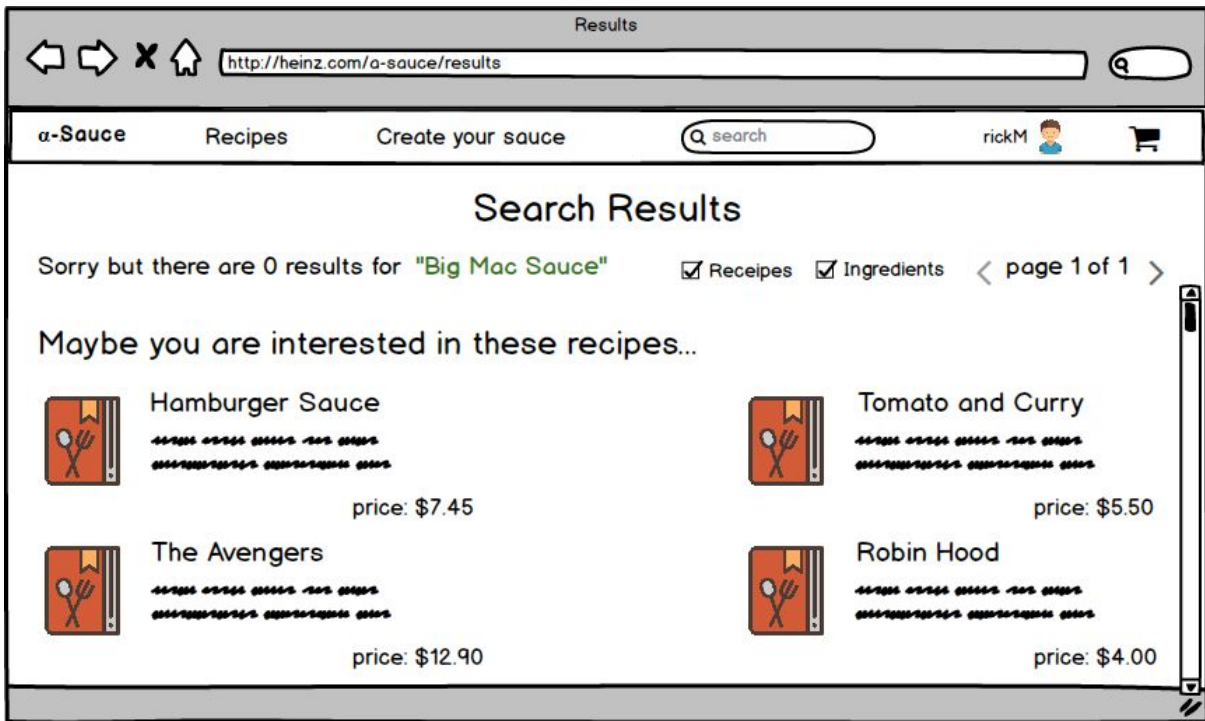 Results
http://heinz.com/a-sauce/results
α-Sauce Recipes Create your sauce search rickM
Search Results
Sorry but there are 0 results for "Big Mac Sauce" Receipes Ingredients < page 1 of 1 >
Maybe you are interested in these recipes...
Hamburger Sauce
price: $7.45
Tomato and Curry
price: $5.50
The Avengers
price: $12.90
Robin Hood
price: $4.00